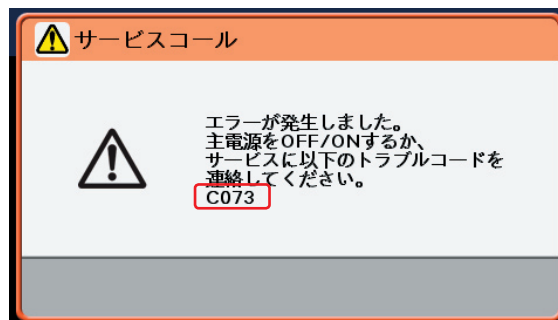 サービスコール
エラーが発生しました。
主電源をOFF/ONするか、
サービスに以下のトラブルコードを
連絡してください。
C073